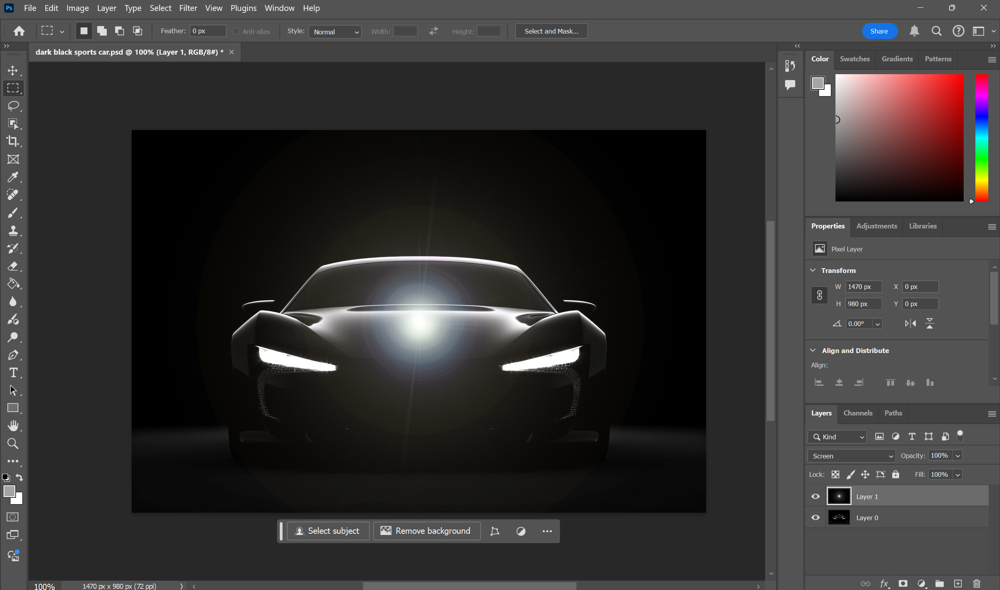 Ps File Edit Image Layer Type Select Filter View Plugins Window Help
Feather: 0 px Anti-alias Style: Normal Width: Height: Select and Mask... Share
dark black sports car.psd @ 100% (Layer 1, RGB/8#) *
Color Swatches Gradients Patterns
Properties Adjustments Libraries
Pixel Layer
Transform
W 1470 px X 0 px
H 980 px Y 0 px
0.00°
Align and Distribute
Align:
Layers Channels Paths
Kind
Screen Opacity: 100%
Lock: Fill: 100%
Layer 1
Layer 0
Select subject Remove background
100% 1470 px x 980 px (72 ppi)